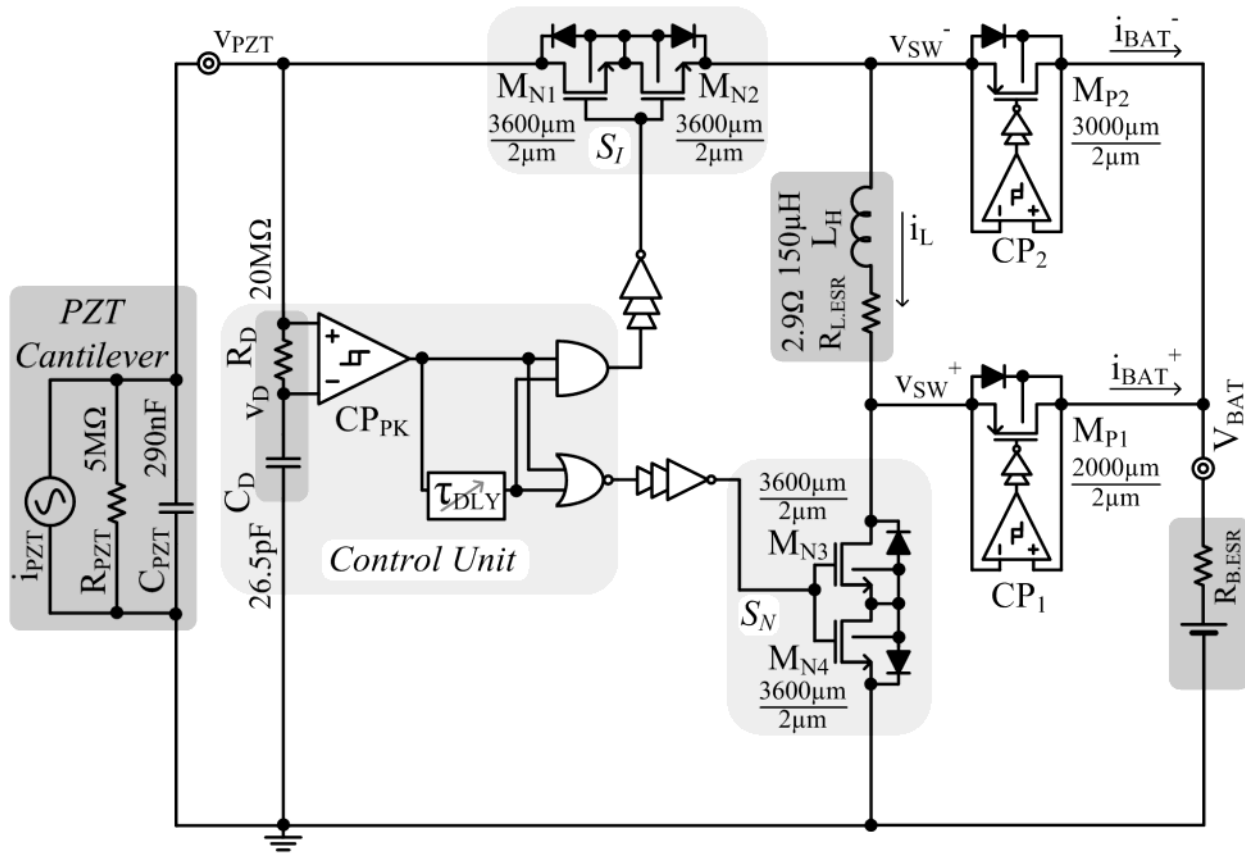 vPZT
MN1
3600µm
2µm
SI
MN2
3600µm
2µm
vSW-
iBAT-
MP2
3000µm
2µm
CP2
2.9Ω 150µH
RL.ESR LH
iL
PZT
Cantilever
iPZT
RPZT 5MΩ
CPZT 290nF
20MΩ
RD
vD
CD
26.5pF
+
−
CPPK
τDLY
Control Unit
vSW+
iBAT+
MP1
2000µm
2µm
CP1
- +
- +
VBAT
RB.ESR
3600µm
2µm
MN3
SN
MN4
3600µm
2µm